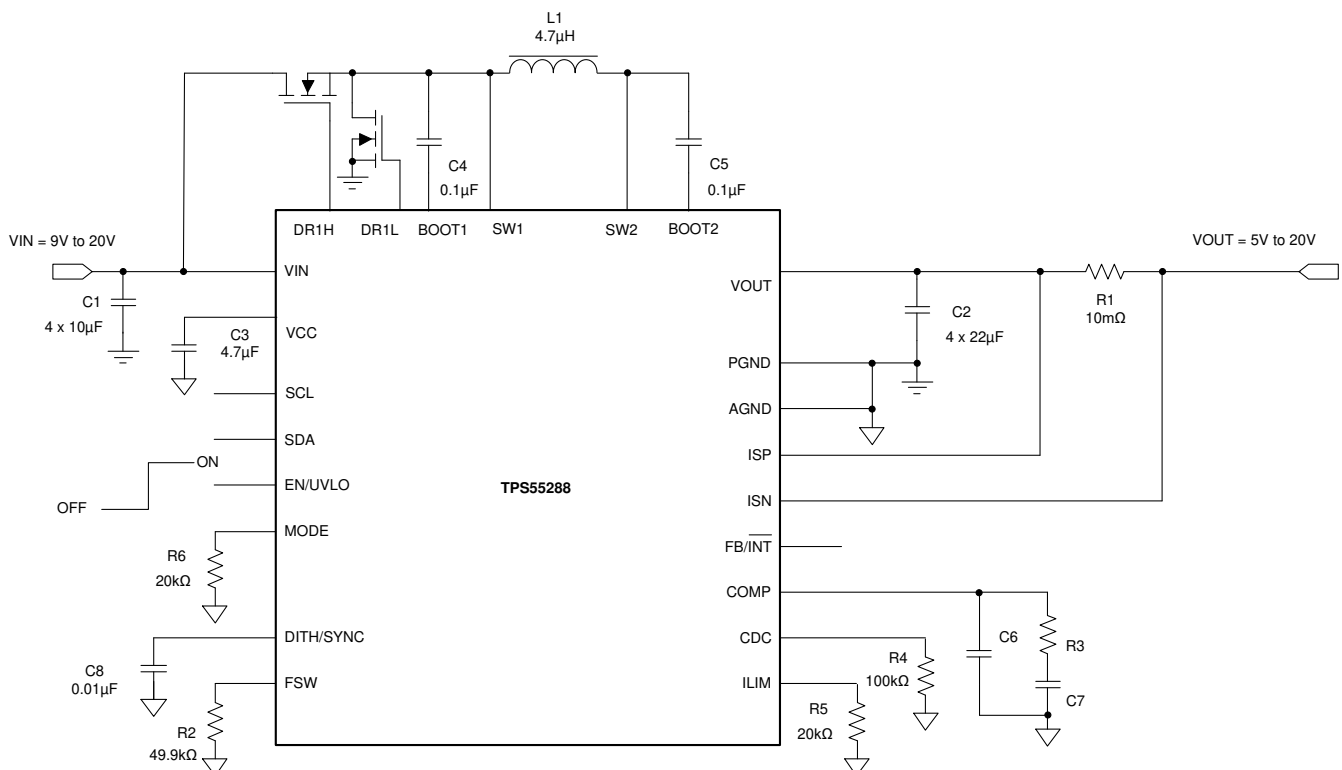 L1
4.7µH
C4
0.1µF
C5
0.1µF
DR1H
DR1L
BOOT1
SW1
SW2
BOOT2
VIN = 9V to 20V
VOUT = 5V to 20V
VIN
VOUT
C1
4 x 10µF
R1
10mΩ
C2
4 x 22µF
C3
4.7µF
VCC
PGND
SCL
AGND
SDA
ISP
ON
OFF
EN/UVLO
TPS55288
ISN
MODE
FB/INT
R6
20kΩ
COMP
DITH/SYNC
CDC
C6
R3
C8
0.01µF
R4
100kΩ
FSW
ILIM
C7
R2
49.9kΩ
R5
20kΩ